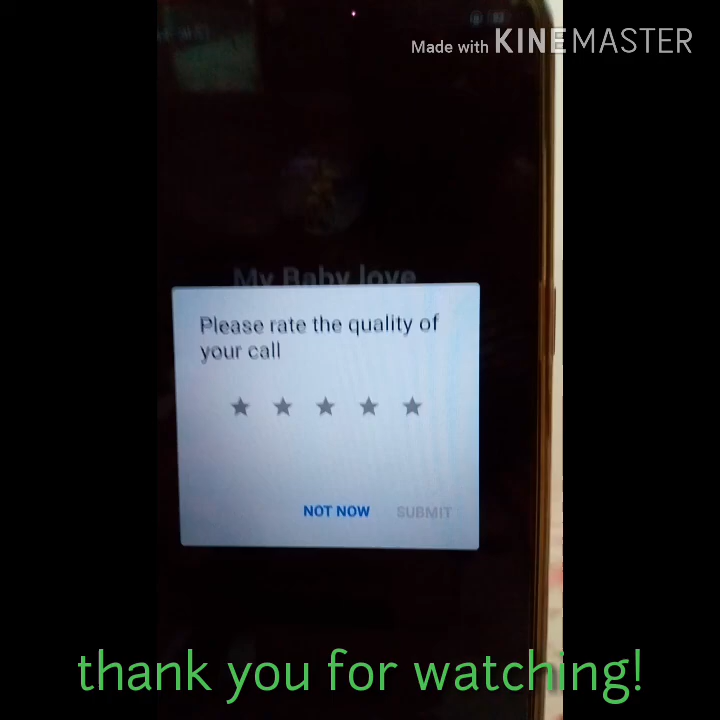 Made with KINEMASTER
My Baby love
Please rate the quality of
your call
NOT NOW SUBMIT
thank you for watching!